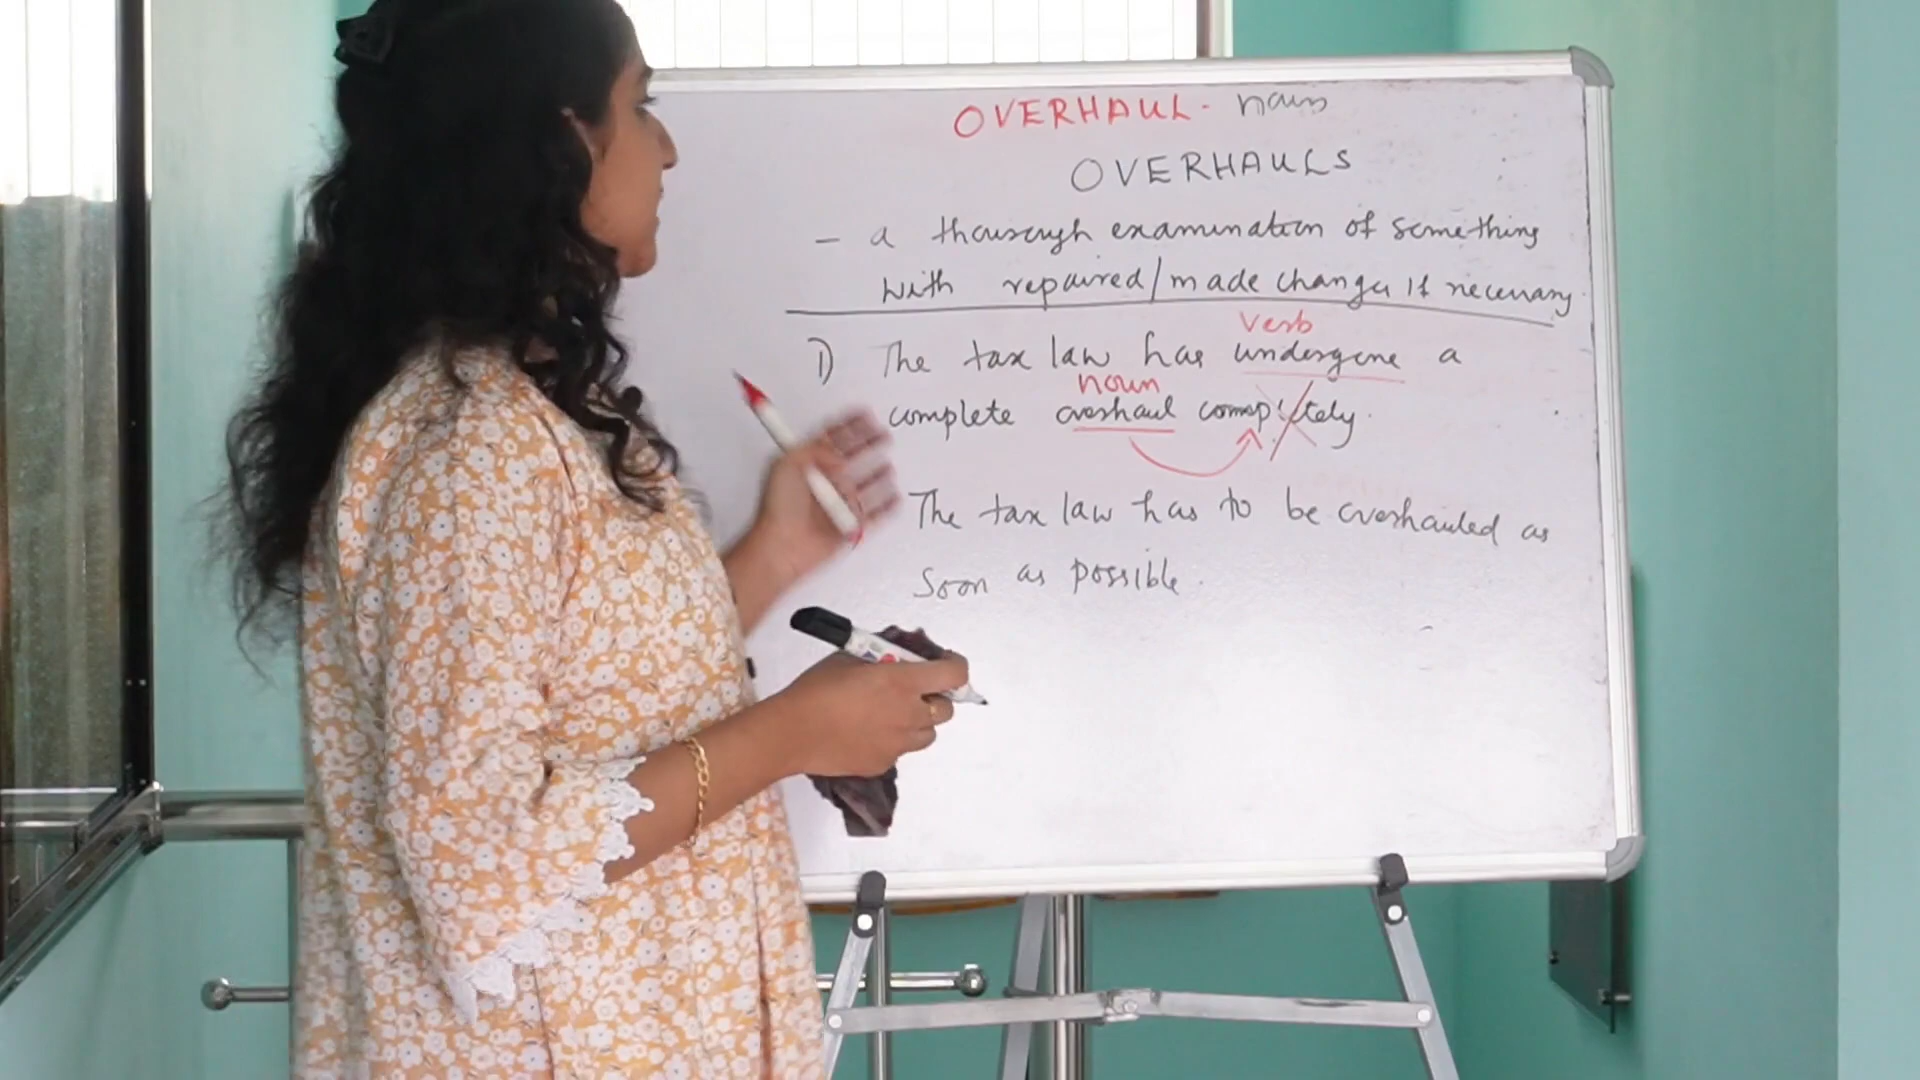 OVERHAUL - noun
OVERHAULS
- a thorough examination of something
with repaired/made changes if necessary.
verb
1) The tax law has undergone a
noun
complete overhaul completely.
The tax law has to be overhauled as
soon as possible.